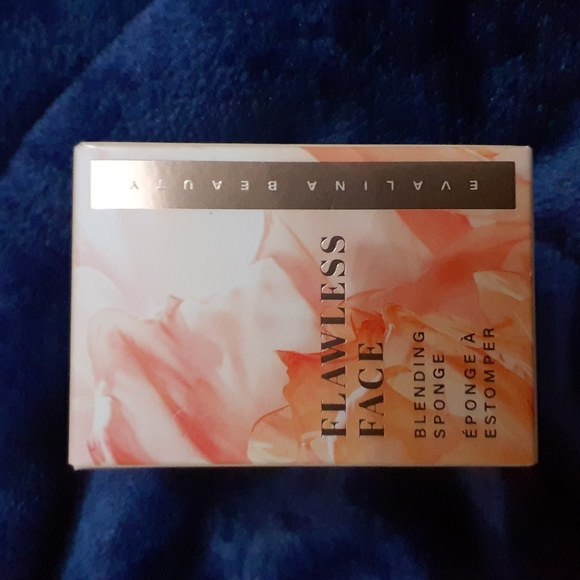 EVALINA BEAUTY
FLAWLESS
FACE
BLENDING
SPONGE
ÉPONGE À
ESTOMPER